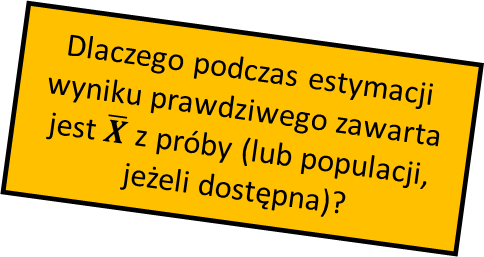 Dlaczego podczas estymacji
wyniku prawdziwego zawarta
jest X̅ z próby (lub populacji,
jeżeli dostępna)?